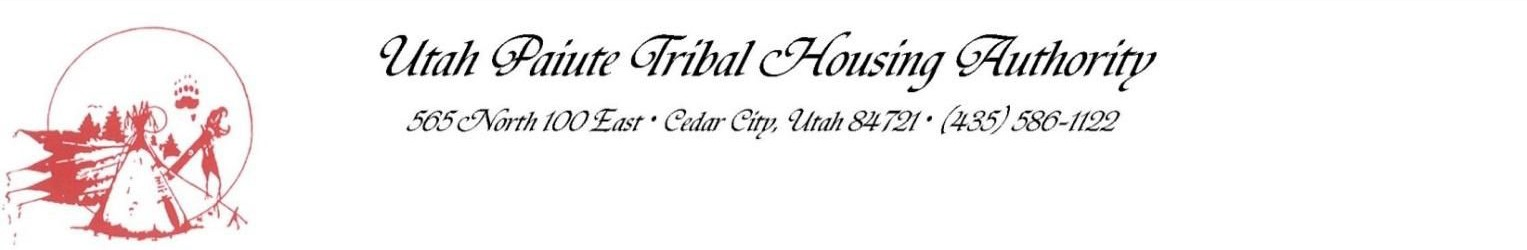 Utah Paiute Tribal Housing Authority
565 North 100 East • Cedar City, Utah 84721 • (435) 586-1122